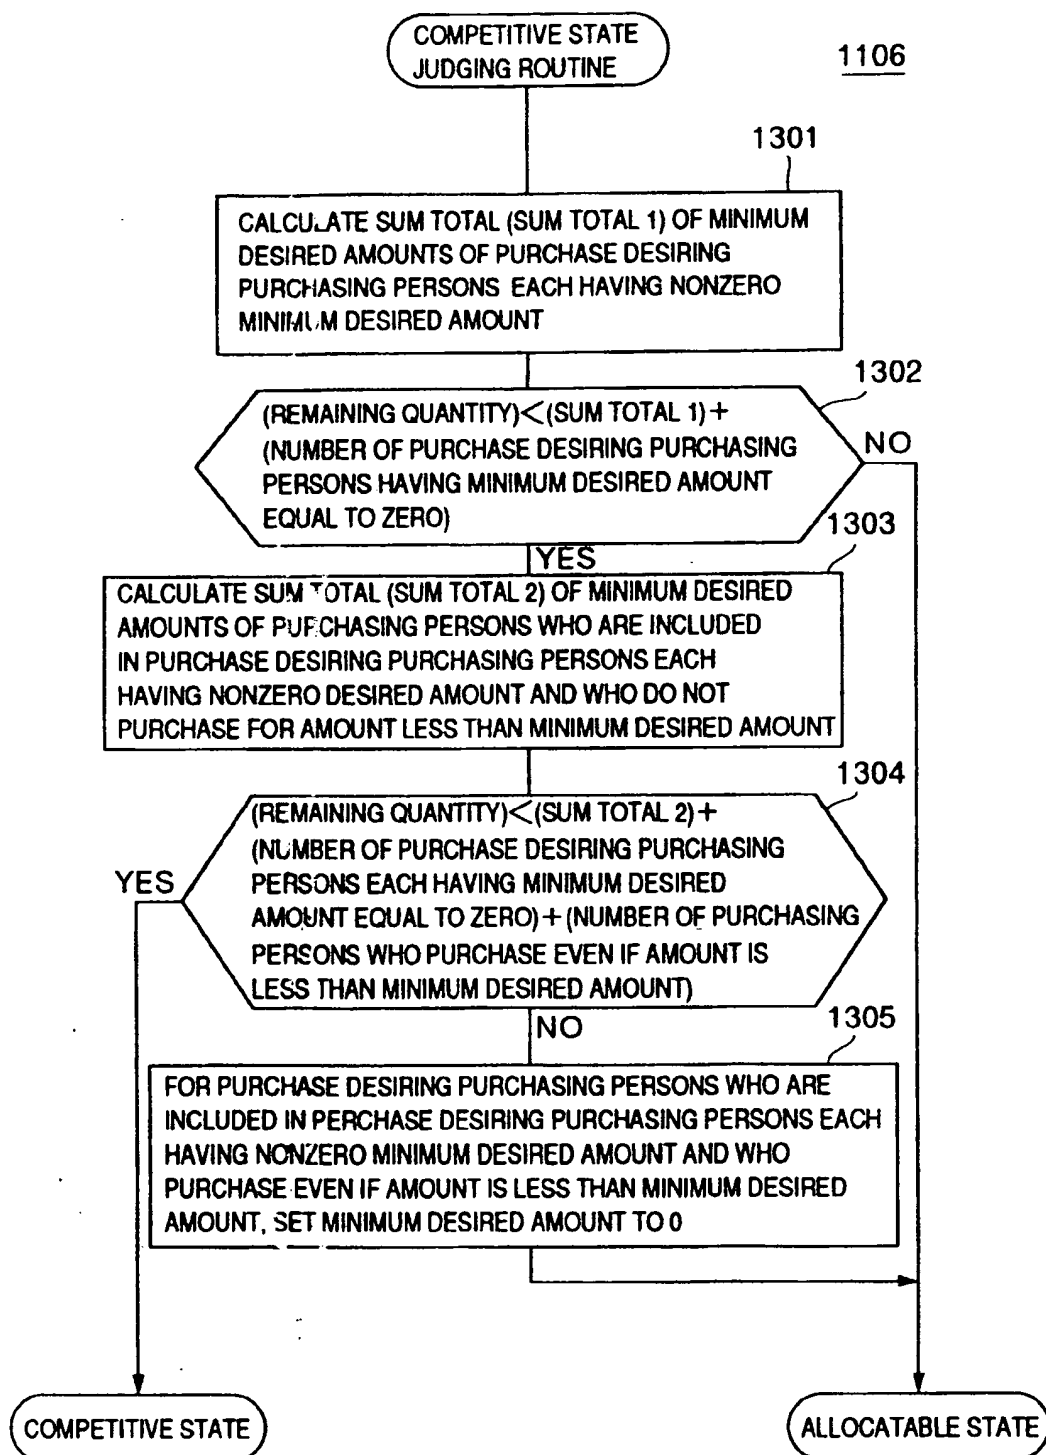 COMPETITIVE STATE
JUDGING ROUTINE
1106
1301
CALCULATE SUM TOTAL (SUM TOTAL 1) OF MINIMUM
DESIRED AMOUNTS OF PURCHASE DESIRING
PURCHASING PERSONS EACH HAVING NONZERO
MINIMUM DESIRED AMOUNT
1302
(REMAINING QUANTITY)<(SUM TOTAL 1)+
(NUMBER OF PURCHASE DESIRING PURCHASING
PERSONS HAVING MINIMUM DESIRED AMOUNT
EQUAL TO ZERO)
NO
YES
1303
CALCULATE SUM TOTAL (SUM TOTAL 2) OF MINIMUM DESIRED
AMOUNTS OF PURCHASING PERSONS WHO ARE INCLUDED
IN PURCHASE DESIRING PURCHASING PERSONS EACH
HAVING NONZERO DESIRED AMOUNT AND WHO DO NOT
PURCHASE FOR AMOUNT LESS THAN MINIMUM DESIRED AMOUNT
1304
(REMAINING QUANTITY)<(SUM TOTAL 2)+
(NUMBER OF PURCHASE DESIRING PURCHASING
PERSONS EACH HAVING MINIMUM DESIRED
AMOUNT EQUAL TO ZERO)+(NUMBER OF PURCHASING
PERSONS WHO PURCHASE EVEN IF AMOUNT IS
LESS THAN MINIMUM DESIRED AMOUNT)
YES
NO
1305
FOR PURCHASE DESIRING PURCHASING PERSONS WHO ARE
INCLUDED IN PERCHASE DESIRING PURCHASING PERSONS EACH
HAVING NONZERO MINIMUM DESIRED AMOUNT AND WHO
PURCHASE EVEN IF AMOUNT IS LESS THAN MINIMUM DESIRED
AMOUNT, SET MINIMUM DESIRED AMOUNT TO 0
COMPETITIVE STATE
ALLOCATABLE STATE